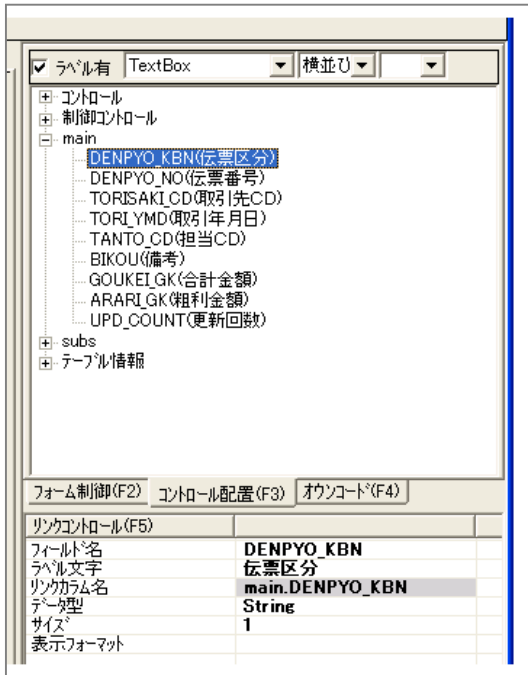 ラベル有 TextBox 横並び
コントロール
制御コントロール
main
DENPYO_KBN(伝票区分)
DENPYO_NO(伝票番号)
TORISAKI_CD(取引先CD)
TORI_YMD(取引年月日)
TANTO_CD(担当CD)
BIKOU(備考)
GOUKEI_GK(合計金額)
ARARI_GK(粗利金額)
UPD_COUNT(更新回数)
subs
テーブル情報
フォーム制御(F2) コントロール配置(F3) オウンコード(F4)
リンクコントロール(F5)
フィールド名 DENPYO_KBN
ラベル文字 伝票区分
リンクカラム名 main.DENPYO_KBN
データ型 String
サイズ 1
表示フォーマット